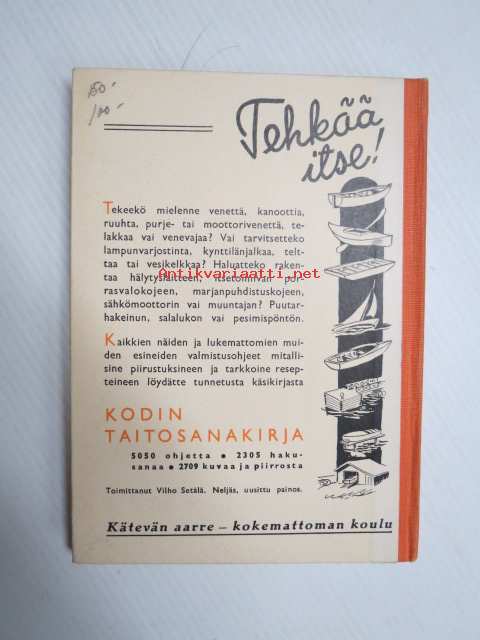 50:-
100:-
Tehkää
itse!
Tekeekö mielenne venettä, kanoottia,
ruuhta, purje- tai moottorivenettä, te-
lakkaa vai venevajaa? Vai tarvitsetteko
lampunvarjostinta, kynttilänjalkaa, telt-
taa tai vesikelkkaa? Haluatteko raken-
taa hälytyslaitteen, itsetoimivan por-
Antikvariaatti.net
rasvalokojeen, marjanpuhdistuskojeen,
sähkömoottorin vai muuntajan? Puutar-
hakeinun, salalukon vai pesimispöntön.
Kaikkien näiden ja lukemattomien mui-
den esineiden valmistusohjeet mitalli-
sine piirustuksineen ja tarkkoine resep-
teineen löydätte tunnetusta käsikirjasta
KODIN
TAITOSANAKIRJA
5050 ohjetta • 2305 haku-
sanaa • 2709 kuvaa ja piirrosta
Toimittanut Vilho Setälä. Neljäs, uusittu painos.
Kätevän aarre – kokemattoman koulu